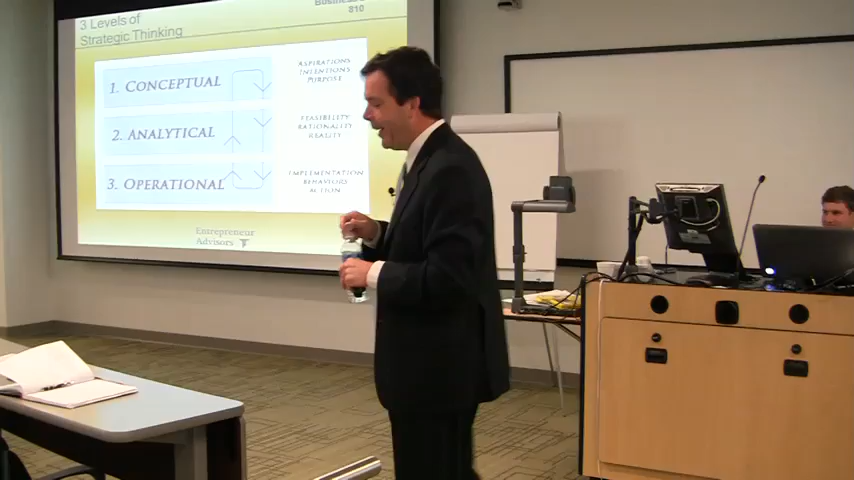 3 Levels of
Strategic Thinking
810
1. CONCEPTUAL
ASPIRATIONS
INTENTIONS
PURPOSE
2. ANALYTICAL
FEASIBILITY
RATIONALITY
REALITY
3. OPERATIONAL
IMPLEMENTATION
BEHAVIORS
ACTION
Entrepreneur
Advisors